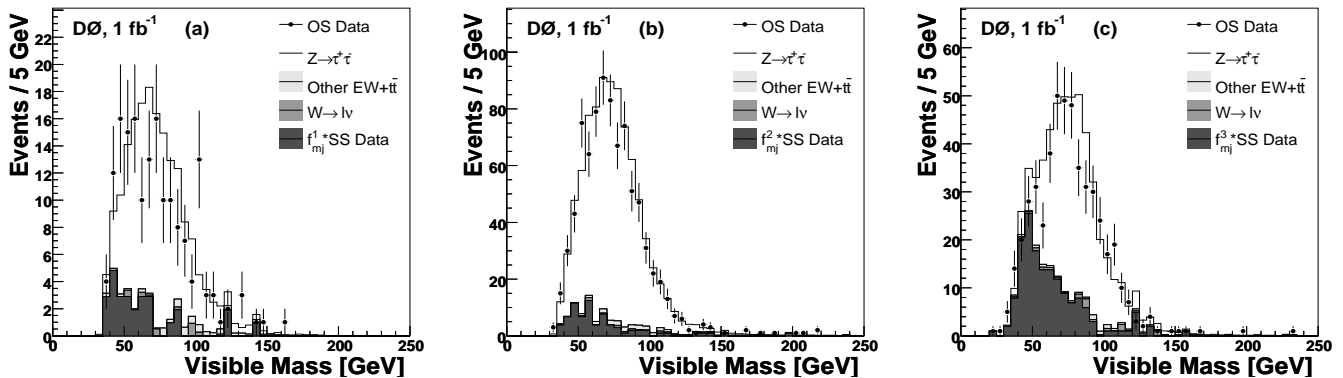 Events / 5 GeV
24
22
20
18
16
14
12
10
8
6
4
2
0
DØ, 1 fb⁻¹ (a)
OS Data
Z→τ⁺τ⁻
Other EW+tt̄
W→ lν
f¹mj*SS Data
0 50 100 150 200 250
Visible Mass [GeV]
Events / 5 GeV
100
80
60
40
20
0
DØ, 1 fb⁻¹ (b)
OS Data
Z→τ⁺τ⁻
Other EW+tt̄
W→ lν
f²mj*SS Data
0 50 100 150 200 250
Visible Mass [GeV]
Events / 5 GeV
60
50
40
30
20
10
0
DØ, 1 fb⁻¹ (c)
OS Data
Z→τ⁺τ⁻
Other EW+tt̄
W→ lν
f³mj*SS Data
0 50 100 150 200 250
Visible Mass [GeV]